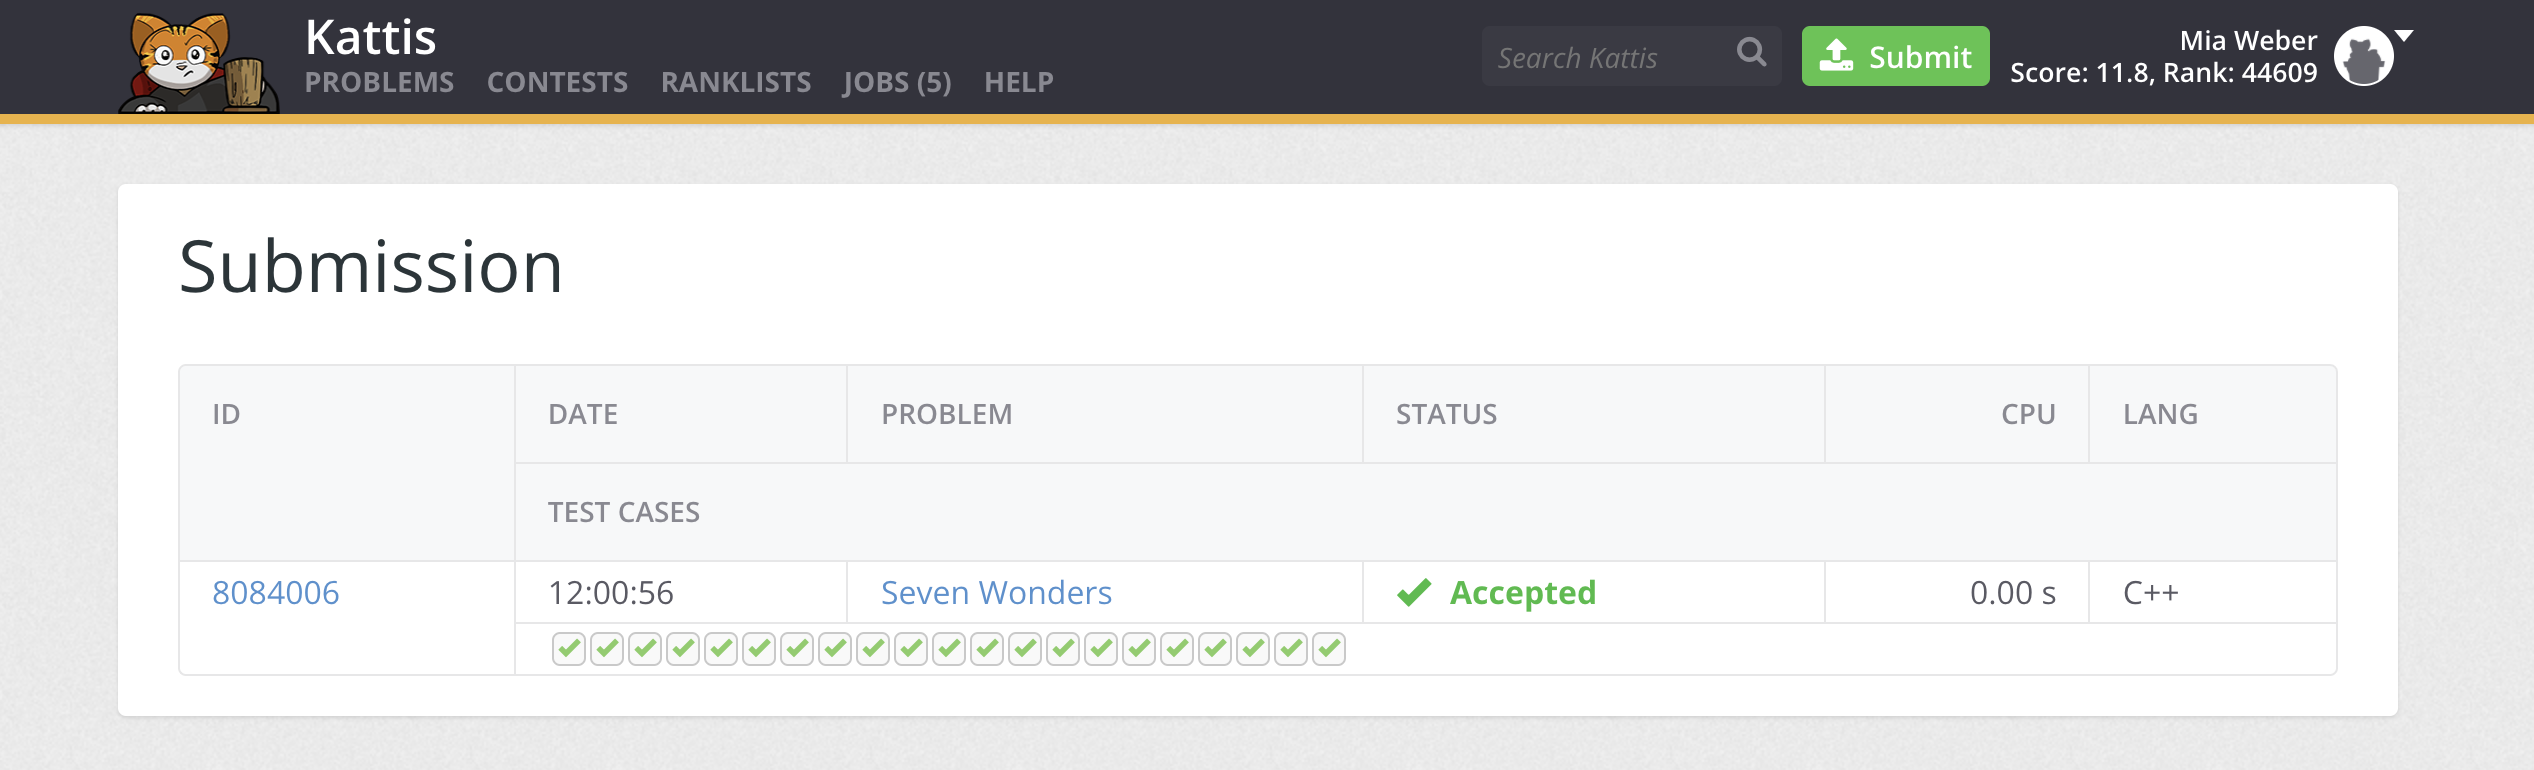 Kattis
PROBLEMS CONTESTS RANKLISTS JOBS (5) HELP
Search Kattis
Submit
Mia Weber
Score: 11.8, Rank: 44609
Submission
ID DATE PROBLEM STATUS CPU LANG
TEST CASES
8084006 12:00:56 Seven Wonders Accepted 0.00 s C++